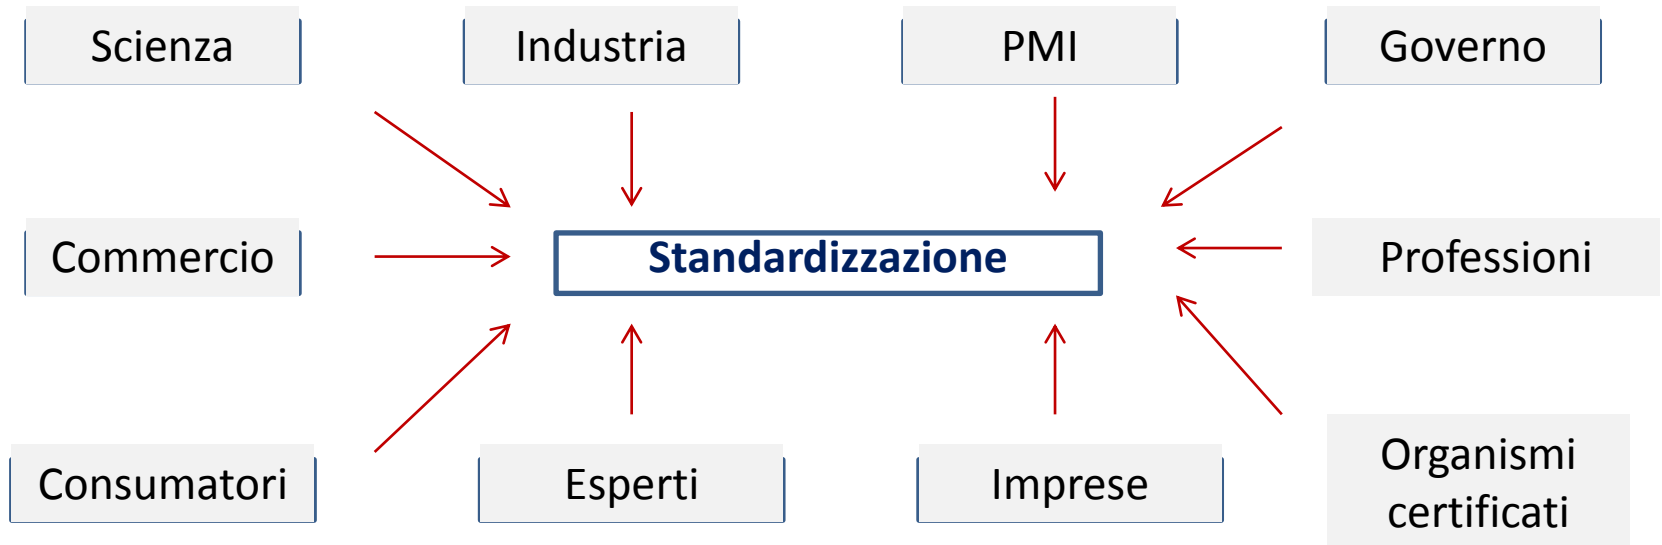 Scienza
Industria
PMI
Governo
Commercio
Standardizzazione
Professioni
Consumatori
Esperti
Imprese
Organismi
certificati